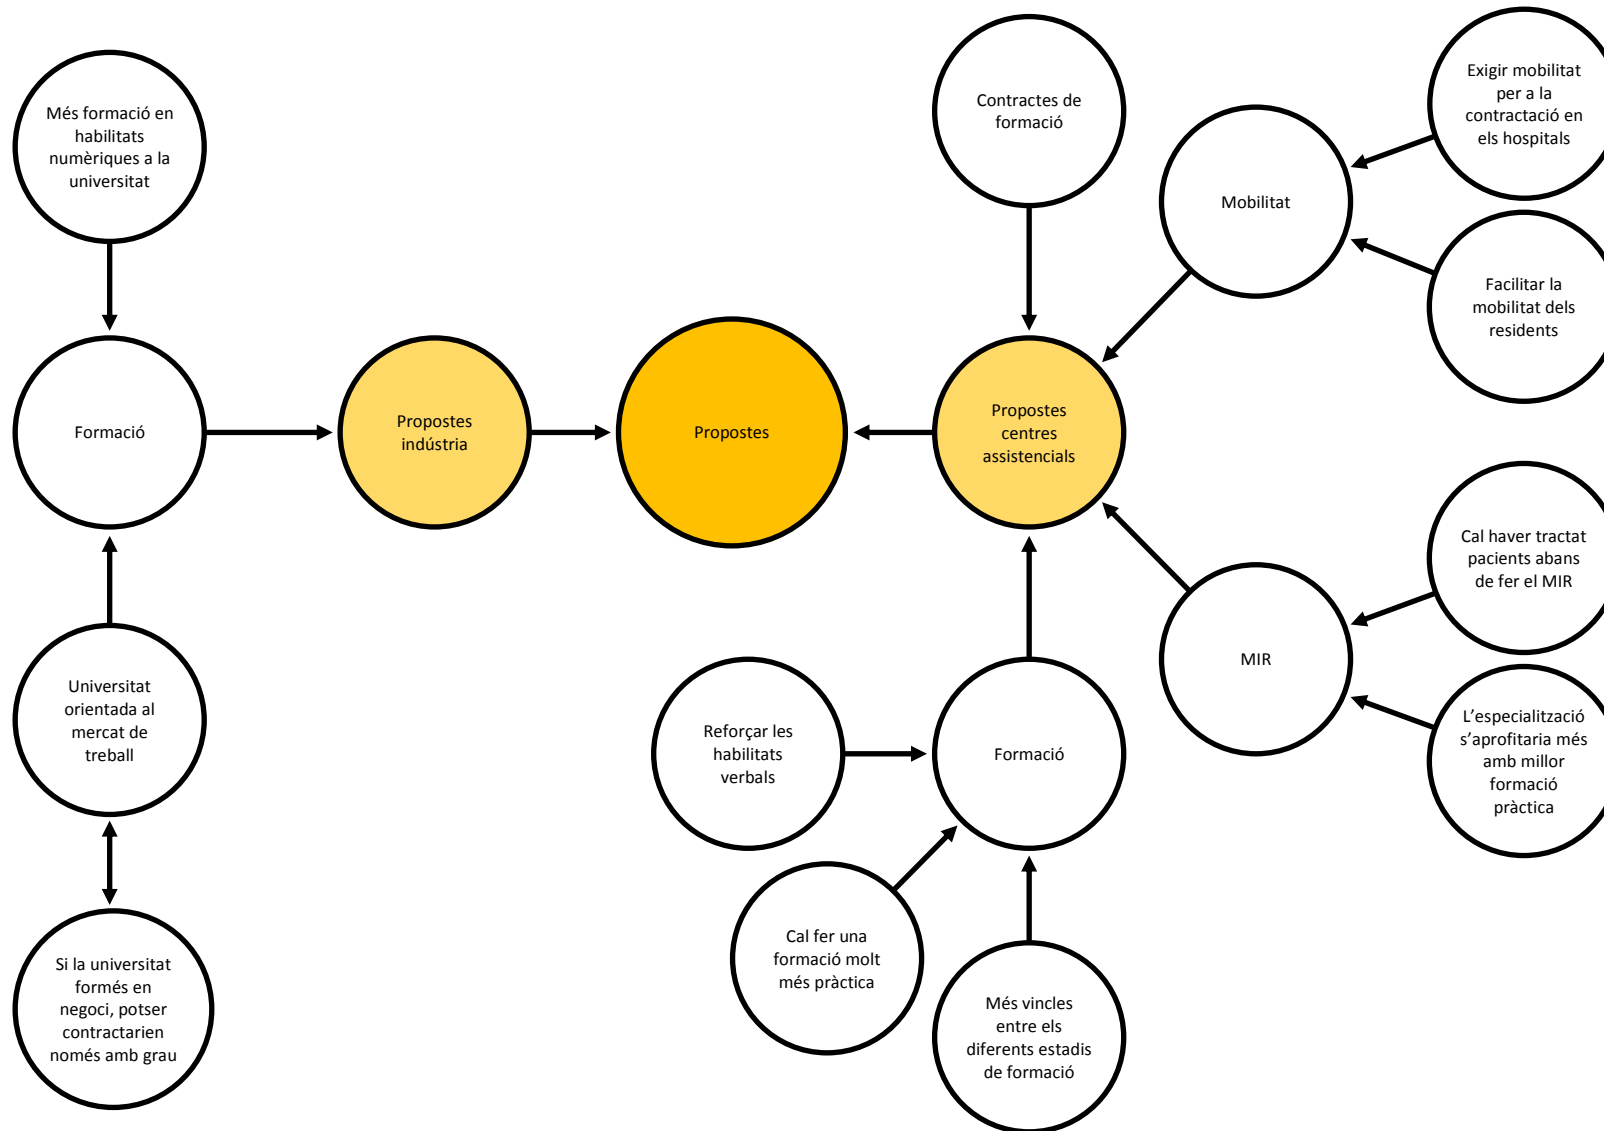 Més formació en
habilitats
numèriques a la
universitat
Contractes de
formació
Exigir mobilitat
per a la
contractació en
els hospitals
Mobilitat
Facilitar la
mobilitat dels
residents
Formació
Propostes
indústria
Propostes
Propostes
centres
assistencials
Cal haver tractat
pacients abans
de fer el MIR
MIR
L’especialització
s’aprofitaria més
amb millor
formació
pràctica
Universitat
orientada al
mercat de
treball
Reforçar les
habilitats
verbals
Formació
Cal fer una
formació molt
més pràctica
Més vincles
entre els
diferents estadis
de formació
Si la universitat
formés en
negoci, potser
contractarien
només amb grau